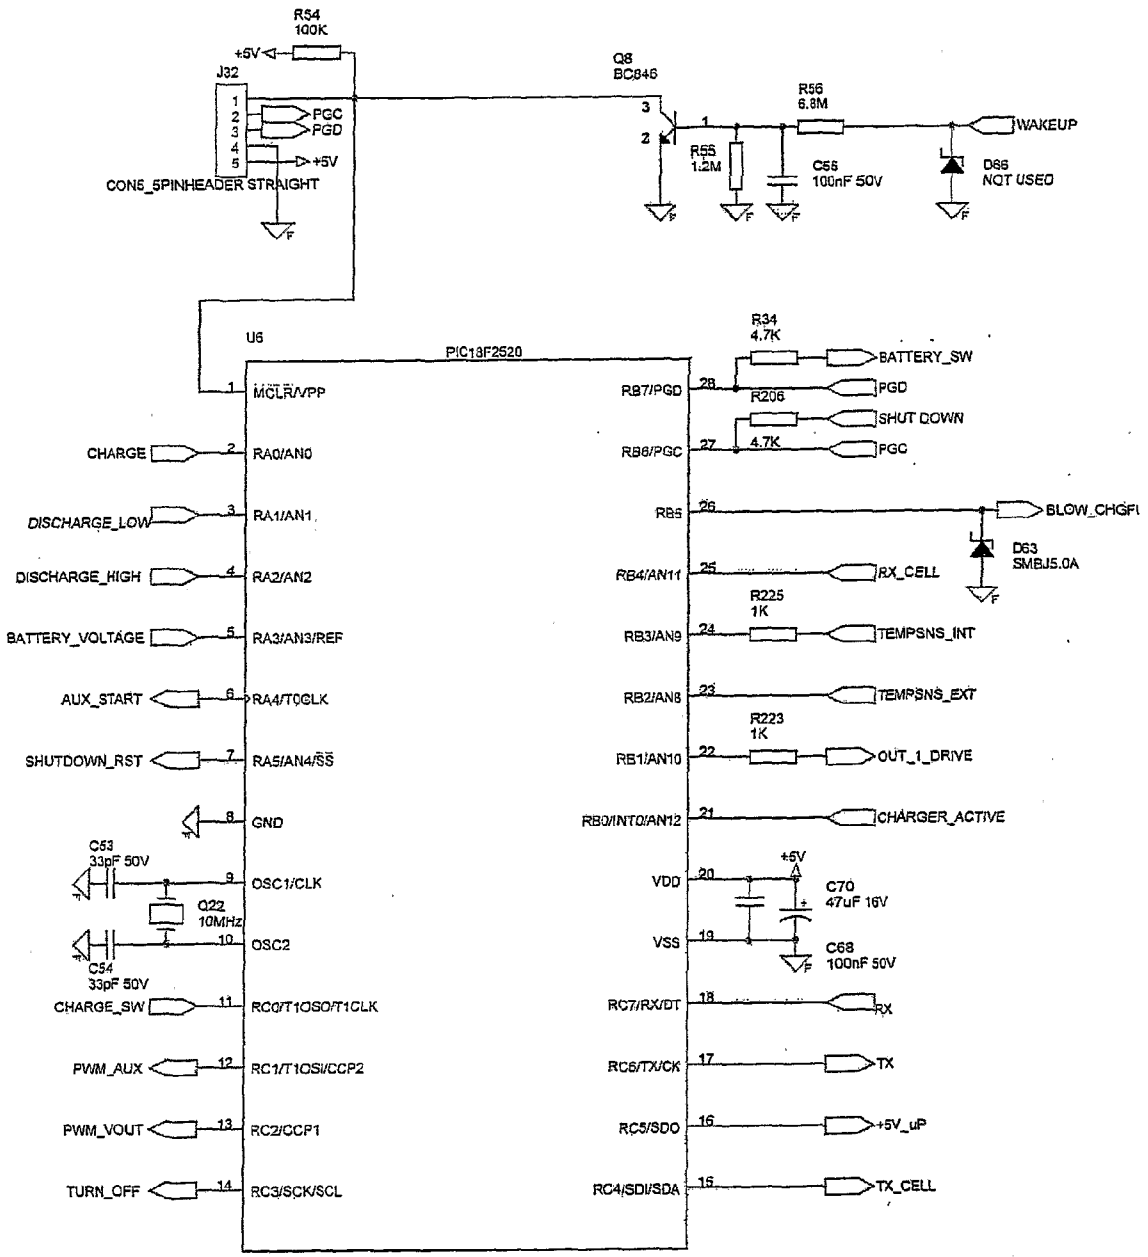 R54
100K
+5V
J32
1
2
3
4
5
PGC
PGD
+5V
CON5_5PINHEADER STRAIGHT
F
Q8
BC846
3
2
1
R55
1.2M
C56
100nF 50V
R56
6.8M
WAKEUP
D66
NOT USED
F
F
F
F
U6
PIC18F2520
CHARGE
DISCHARGE_LOW
DISCHARGE_HIGH
BATTERY_VOLTAGE
AUX_START
SHUTDOWN_RST
C53
33pF 50V
Q22
10MHz
C54
33pF 50V
CHARGE_SW
PWM_AUX
PWM_VOUT
TURN_OFF
1 MCLR/VPP
2 RA0/AN0
3 RA1/AN1
4 RA2/AN2
5 RA3/AN3/REF
6 RA4/T0CLK
7 RA5/AN4/SS
8 GND
9 OSC1/CLK
10 OSC2
11 RC0/T1OSO/T1CLK
12 RC1/T1OSI/CCP2
13 RC2/CCP1
14 RC3/SCK/SCL
RB7/PGD 28
RB6/PGC 27
RB5 26
RB4/AN11 25
RB3/AN9 24
RB2/AN8 23
RB1/AN10 22
RB0/INT0/AN12 21
VDD 20
VSS 19
RC7/RX/DT 18
RC6/TX/CK 17
RC5/SDO 16
RC4/SDI/SDA 15
R34
4.7K
BATTERY_SW
PGD
R206
4.7K
SHUT DOWN
PGC
BLOW_CHGFU
D63
SMBJ5.0A
F
RX_CELL
R225
1K
TEMPSNS_INT
TEMPSNS_EXT
R223
1K
OUT_1_DRIVE
CHARGER_ACTIVE
+5V
C70
47uF 16V
C68
100nF 50V
F
RX
TX
+5V_uP
TX_CELL